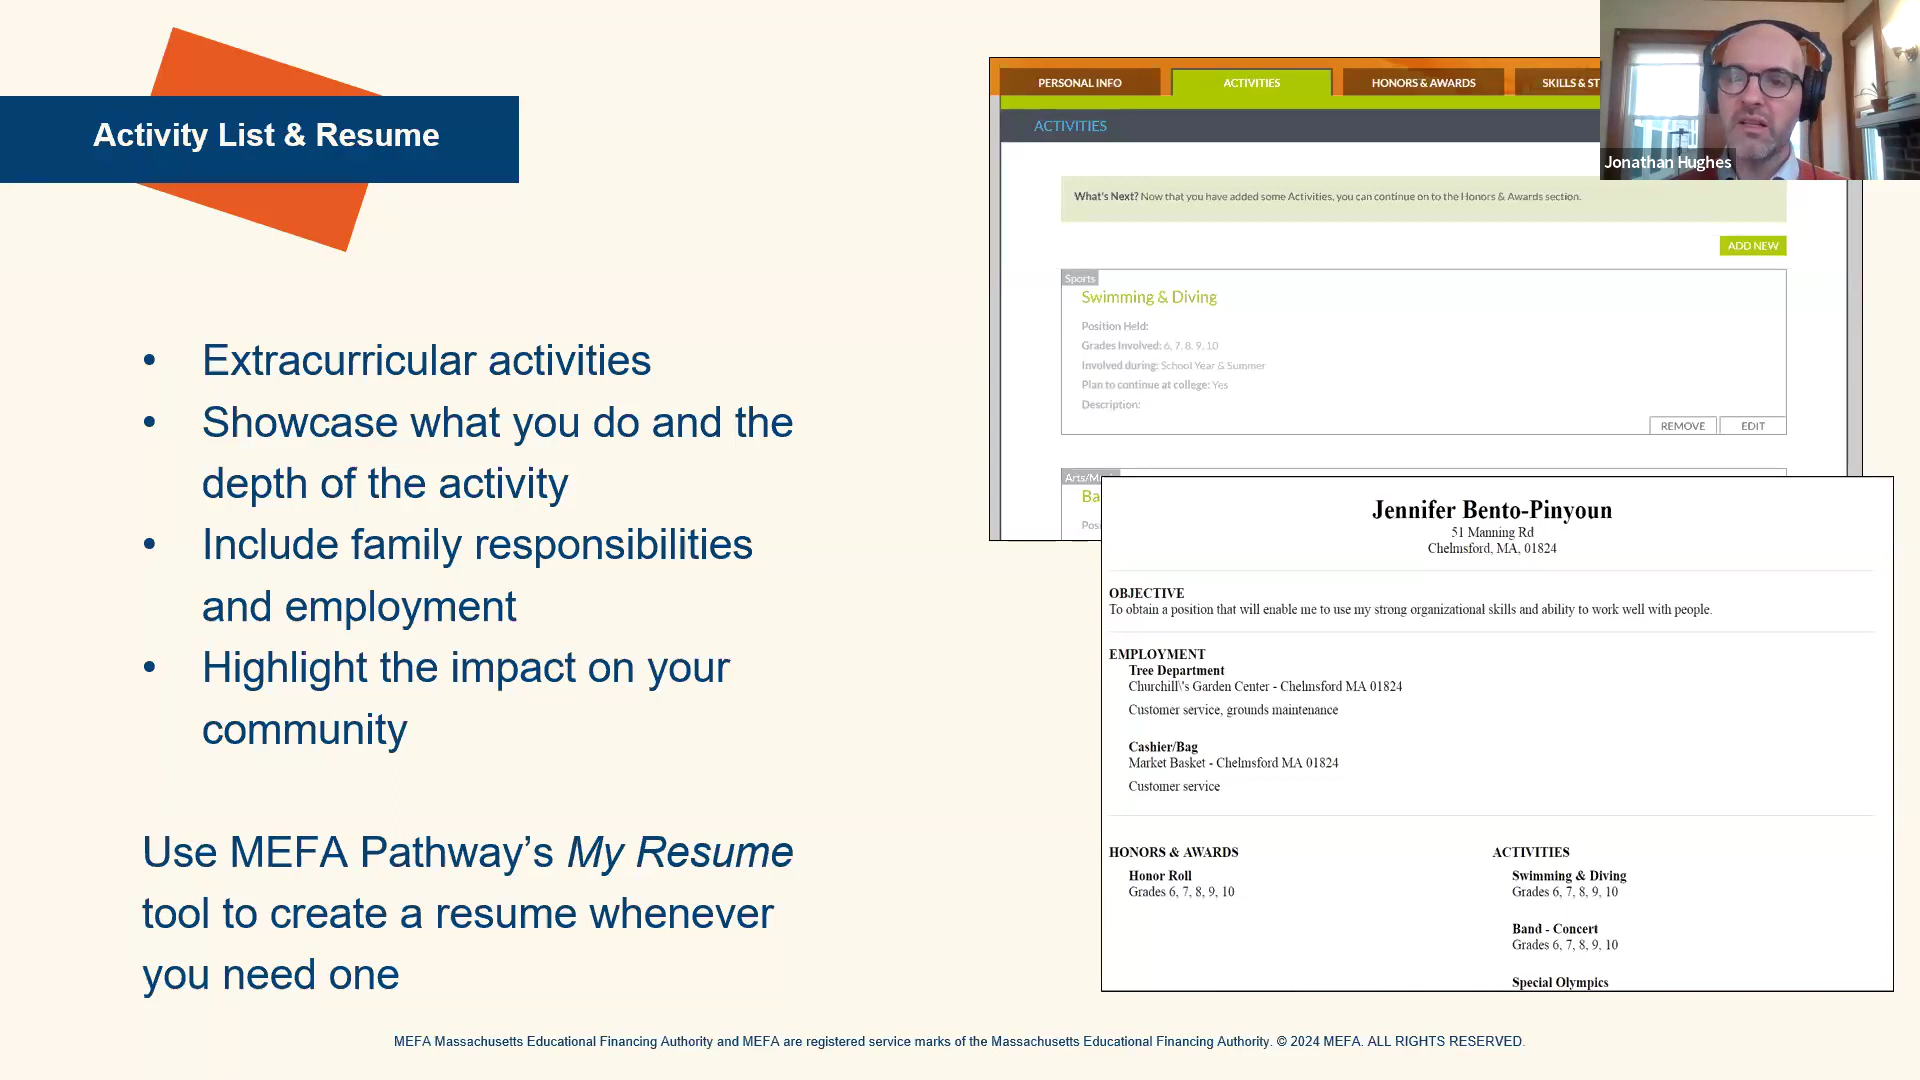 Activity List & Resume
• Extracurricular activities
• Showcase what you do and the
depth of the activity
• Include family responsibilities
and employment
• Highlight the impact on your
community
Use MEFA Pathway’s My Resume
tool to create a resume whenever
you need one
PERSONAL INFO
ACTIVITIES
HONORS & AWARDS
SKILLS & ST
ACTIVITIES
What's Next? Now that you have added some Activities, you can continue on to the Honors & Awards section.
ADD NEW
Sports
Swimming & Diving
Position Held:
Grades Involved: 6, 7, 8, 9, 10
Involved during: School Year & Summer
Plan to continue at college: Yes
Description:
REMOVE
EDIT
Arts/Mu
Ba
Posi
Jennifer Bento-Pinyoun
51 Manning Rd
Chelmsford, MA, 01824
OBJECTIVE
To obtain a position that will enable me to use my strong organizational skills and ability to work well with people.
EMPLOYMENT
Tree Department
Churchill\'s Garden Center - Chelmsford MA 01824
Customer service, grounds maintenance
Cashier/Bag
Market Basket - Chelmsford MA 01824
Customer service
HONORS & AWARDS
Honor Roll
Grades 6, 7, 8, 9, 10
ACTIVITIES
Swimming & Diving
Grades 6, 7, 8, 9, 10
Band - Concert
Grades 6, 7, 8, 9, 10
Special Olympics
Jonathan Hughes
MEFA Massachusetts Educational Financing Authority and MEFA are registered service marks of the Massachusetts Educational Financing Authority. © 2024 MEFA. ALL RIGHTS RESERVED.